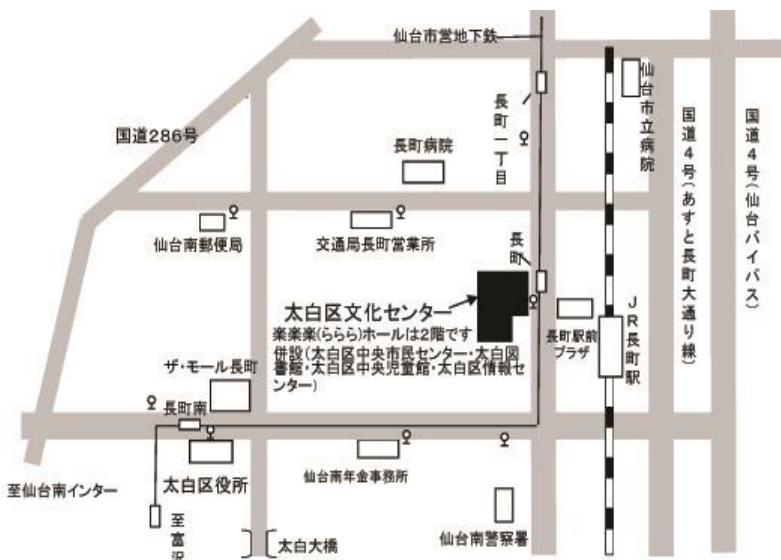 仙台市営地下鉄
国道286号
長町一丁目
仙台市立病院
長町病院
国道4号(あすと長町大通り線)
国道4号(仙台バイパス)
仙台南郵便局
交通局長町営業所
長町
太白区文化センター
楽楽楽(ららら)ホールは2階です
併設(太白区中央市民センター・太白図
書館・太白区中央児童館・太白区情報セ
ンター)
長町駅前
プラザ
JR長町駅
ザ・モール長町
長町南
太白区役所
仙台南年金事務所
至仙台南インター
至富沢
太白大橋
仙台南警察署